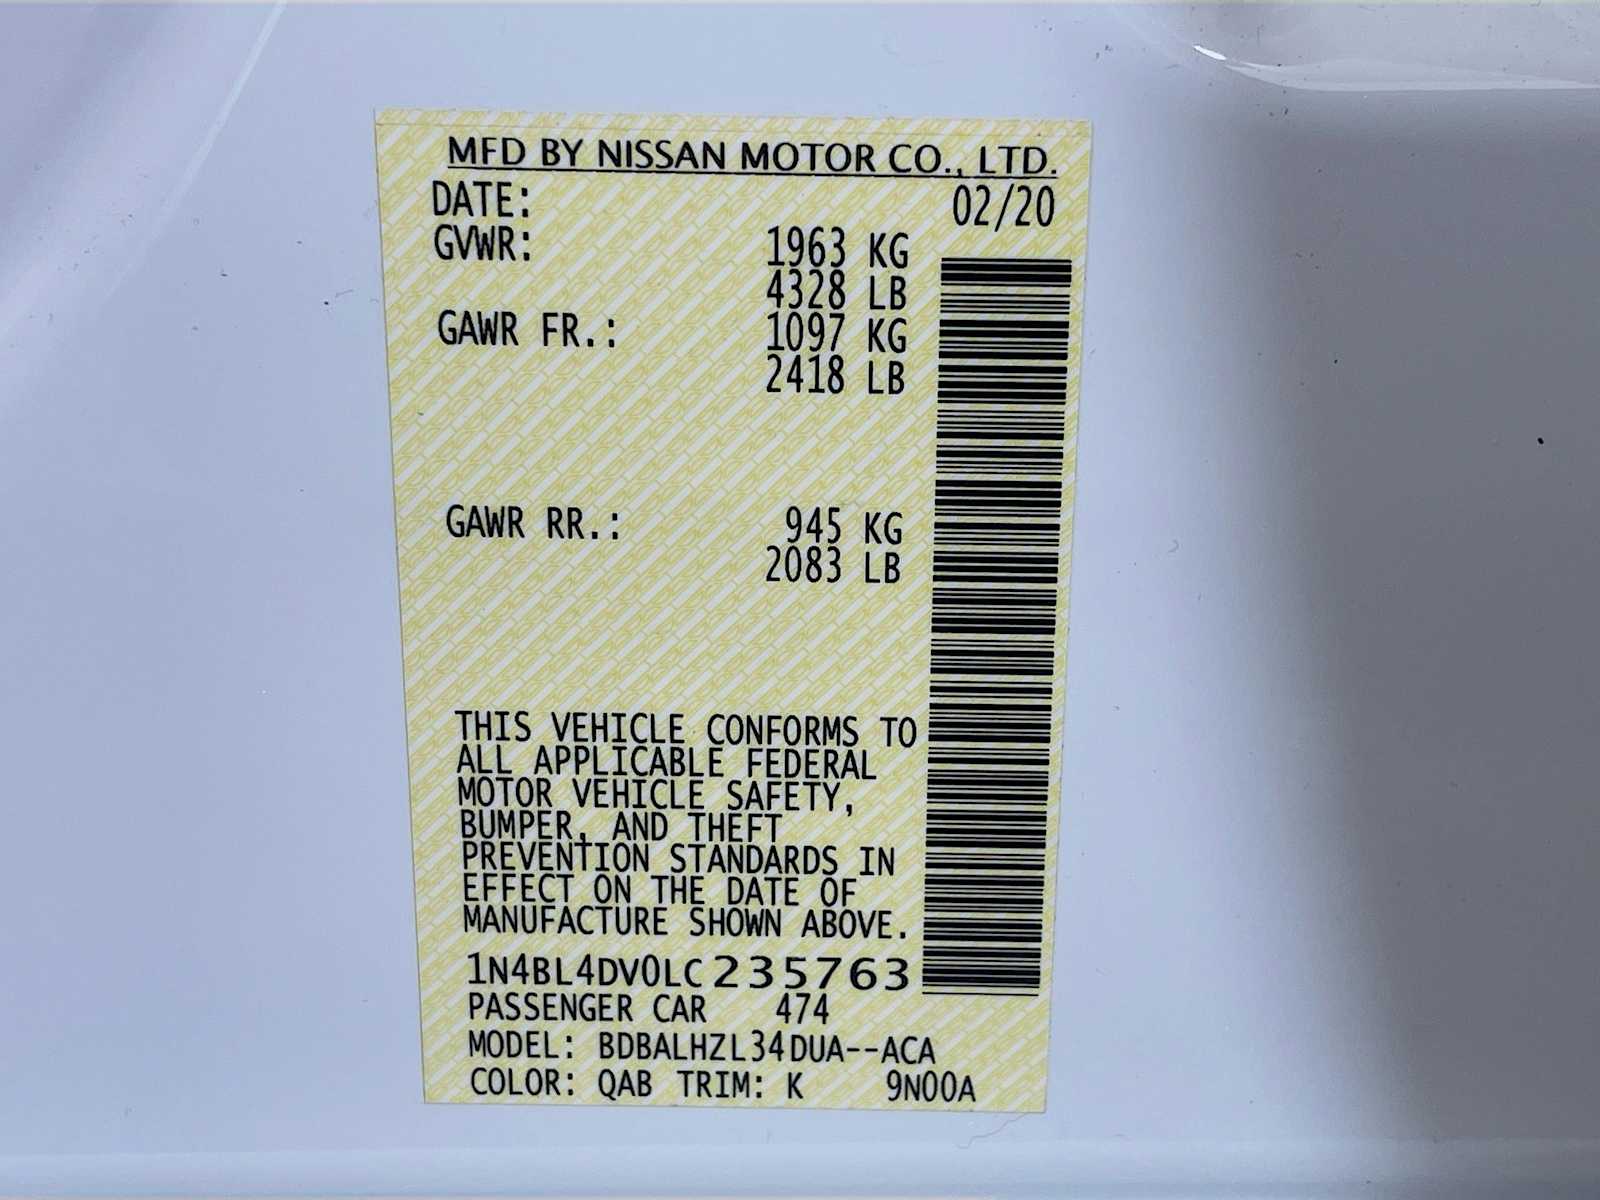 MFD BY NISSAN MOTOR CO., LTD.
DATE: 02/20
GVWR: 1963 KG
4328 LB
GAWR FR.: 1097 KG
2418 LB
GAWR RR.: 945 KG
2083 LB
THIS VEHICLE CONFORMS TO
ALL APPLICABLE FEDERAL
MOTOR VEHICLE SAFETY,
BUMPER, AND THEFT
PREVENTION STANDARDS IN
EFFECT ON THE DATE OF
MANUFACTURE SHOWN ABOVE.
1N4BL4DV0LC235763
PASSENGER CAR 474
MODEL: BDBALHZL34DUA--ACA
COLOR: QAB TRIM: K 9N00A